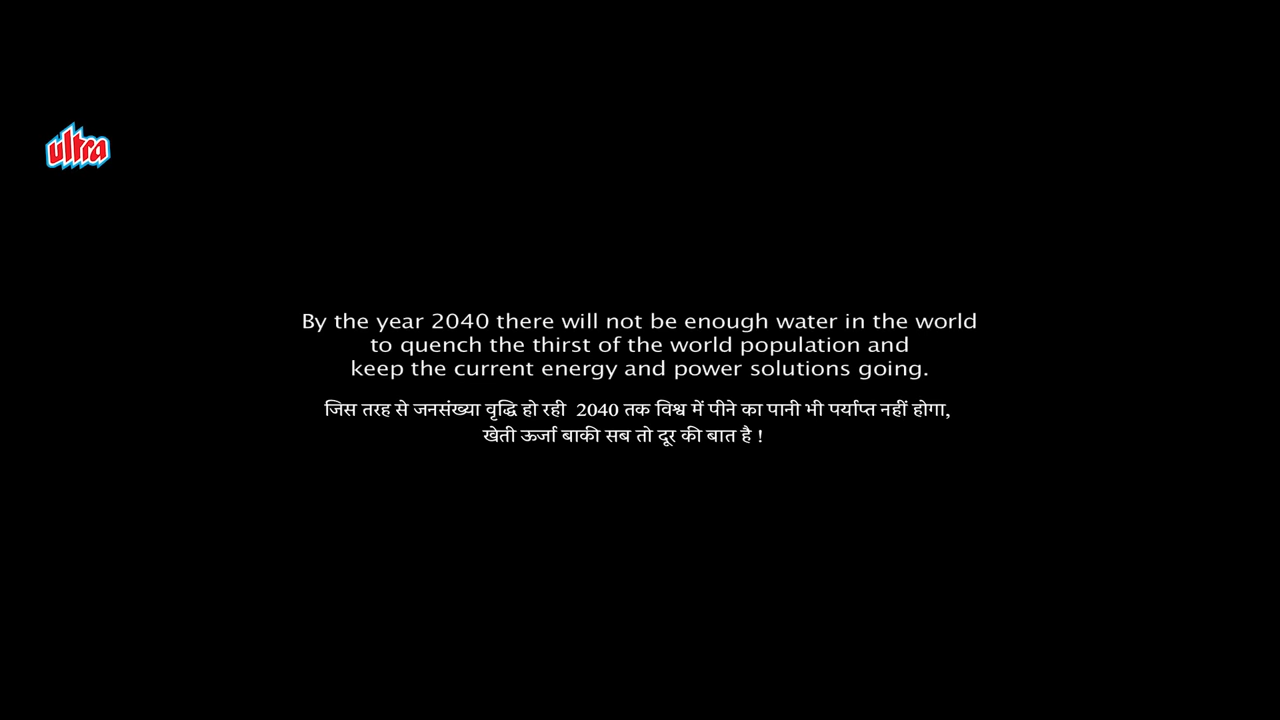 ultra
By the year 2040 there will not be enough water in the world
to quench the thirst of the world population and
keep the current energy and power solutions going.
जिस तरह से जनसंख्या वृद्धि हो रही 2040 तक विश्व में पीने का पानी भी पर्याप्त नहीं होगा,
खेती ऊर्जा बाकी सब तो दूर की बात है !